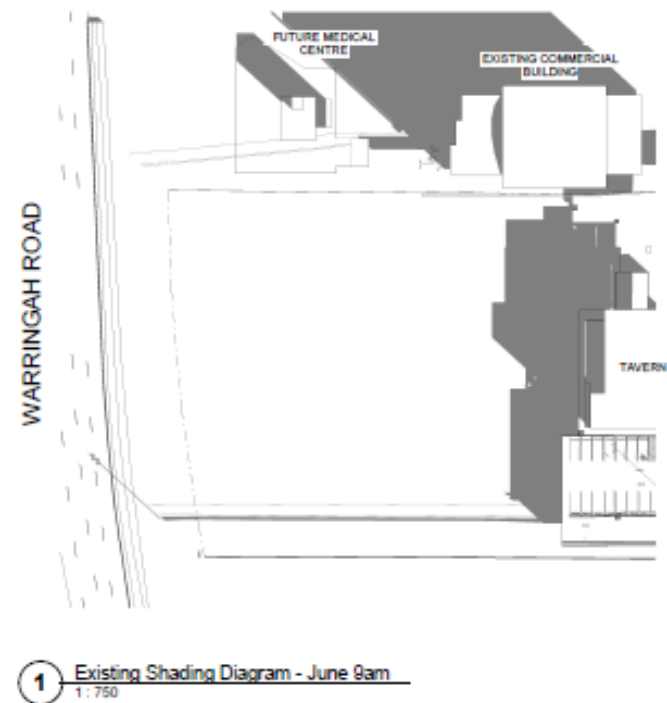 FUTURE MEDICAL
CENTRE
EXISTING COMMERCIAL
BUILDING
WARRINGAH ROAD
TAVERN
1 Existing Shading Diagram - June 9am
1 : 750